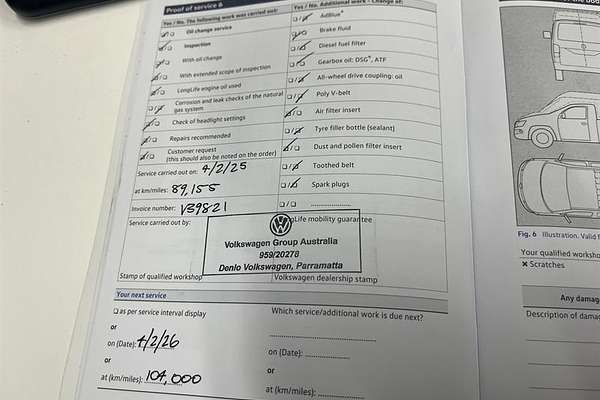 Proof of service 6
Yes / No. The following work was carried out:
Oil change service
Inspection
With oil change
With extended scope of inspection
LongLife engine oil used
Corrosion and leak checks of the natural
gas system
Check of headlight settings
Repairs recommended
Customer request
(this should also be noted on the order)
Service carried out on: 4/2/25
at km/miles: 89,155
Invoice number: V39821
Service carried out by:
Stamp of qualified workshop
Yes / No. Additional work - Change of:
AdBlue®
Brake fluid
Diesel fuel filter
Gearbox oil: DSG®, ATF
All-wheel drive coupling: oil
Poly V-belt
Air filter insert
Tyre filler bottle (sealant)
Dust and pollen filter insert
Toothed belt
Spark plugs
LongLife mobility guarantee
Volkswagen Group Australia
959/20278
Denlo Volkswagen, Parramatta
Volkswagen dealership stamp
Your next service
as per service interval display
or
on (Date): 4/2/26
or
at (km/miles): 104,000
Which service/additional work is due next?
on (Date):
or
at (km/miles):
Fig. 6 Illustration. Valid f
Your qualified worksho
Scratches
Any damag
Description of damag